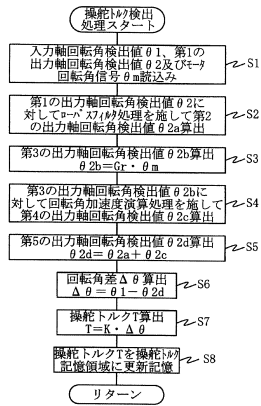 操舵ﾄﾙｸ検出
処理スタート
入力軸回転角検出値θ1、第1の
出力軸回転角検出値θ2及びﾓｰﾀ
回転角信号θm読込み
S1
第1の出力軸回転角検出値θ2に
対してﾛｰﾊﾟｽﾌｨﾙﾀ処理を施して第2
の出力軸回転角検出値θ2a算出
S2
第3の出力軸回転角検出値θ2b算出
θ2b=Gr・θm
S3
第3の出力軸回転角検出値θ2bに
対して回転角加速度演算処理を施して
第4の出力軸回転角検出値θ2c算出
S4
第5の出力軸回転角検出値θ2d算出
θ2d=θ2a+θ2c
S5
回転角差Δθ算出
Δθ=θ1-θ2d
S6
操舵トルクT算出
T=K・Δθ
S7
操舵トルクTを操舵ﾄﾙｸ
記憶領域に更新記憶
S8
リターン